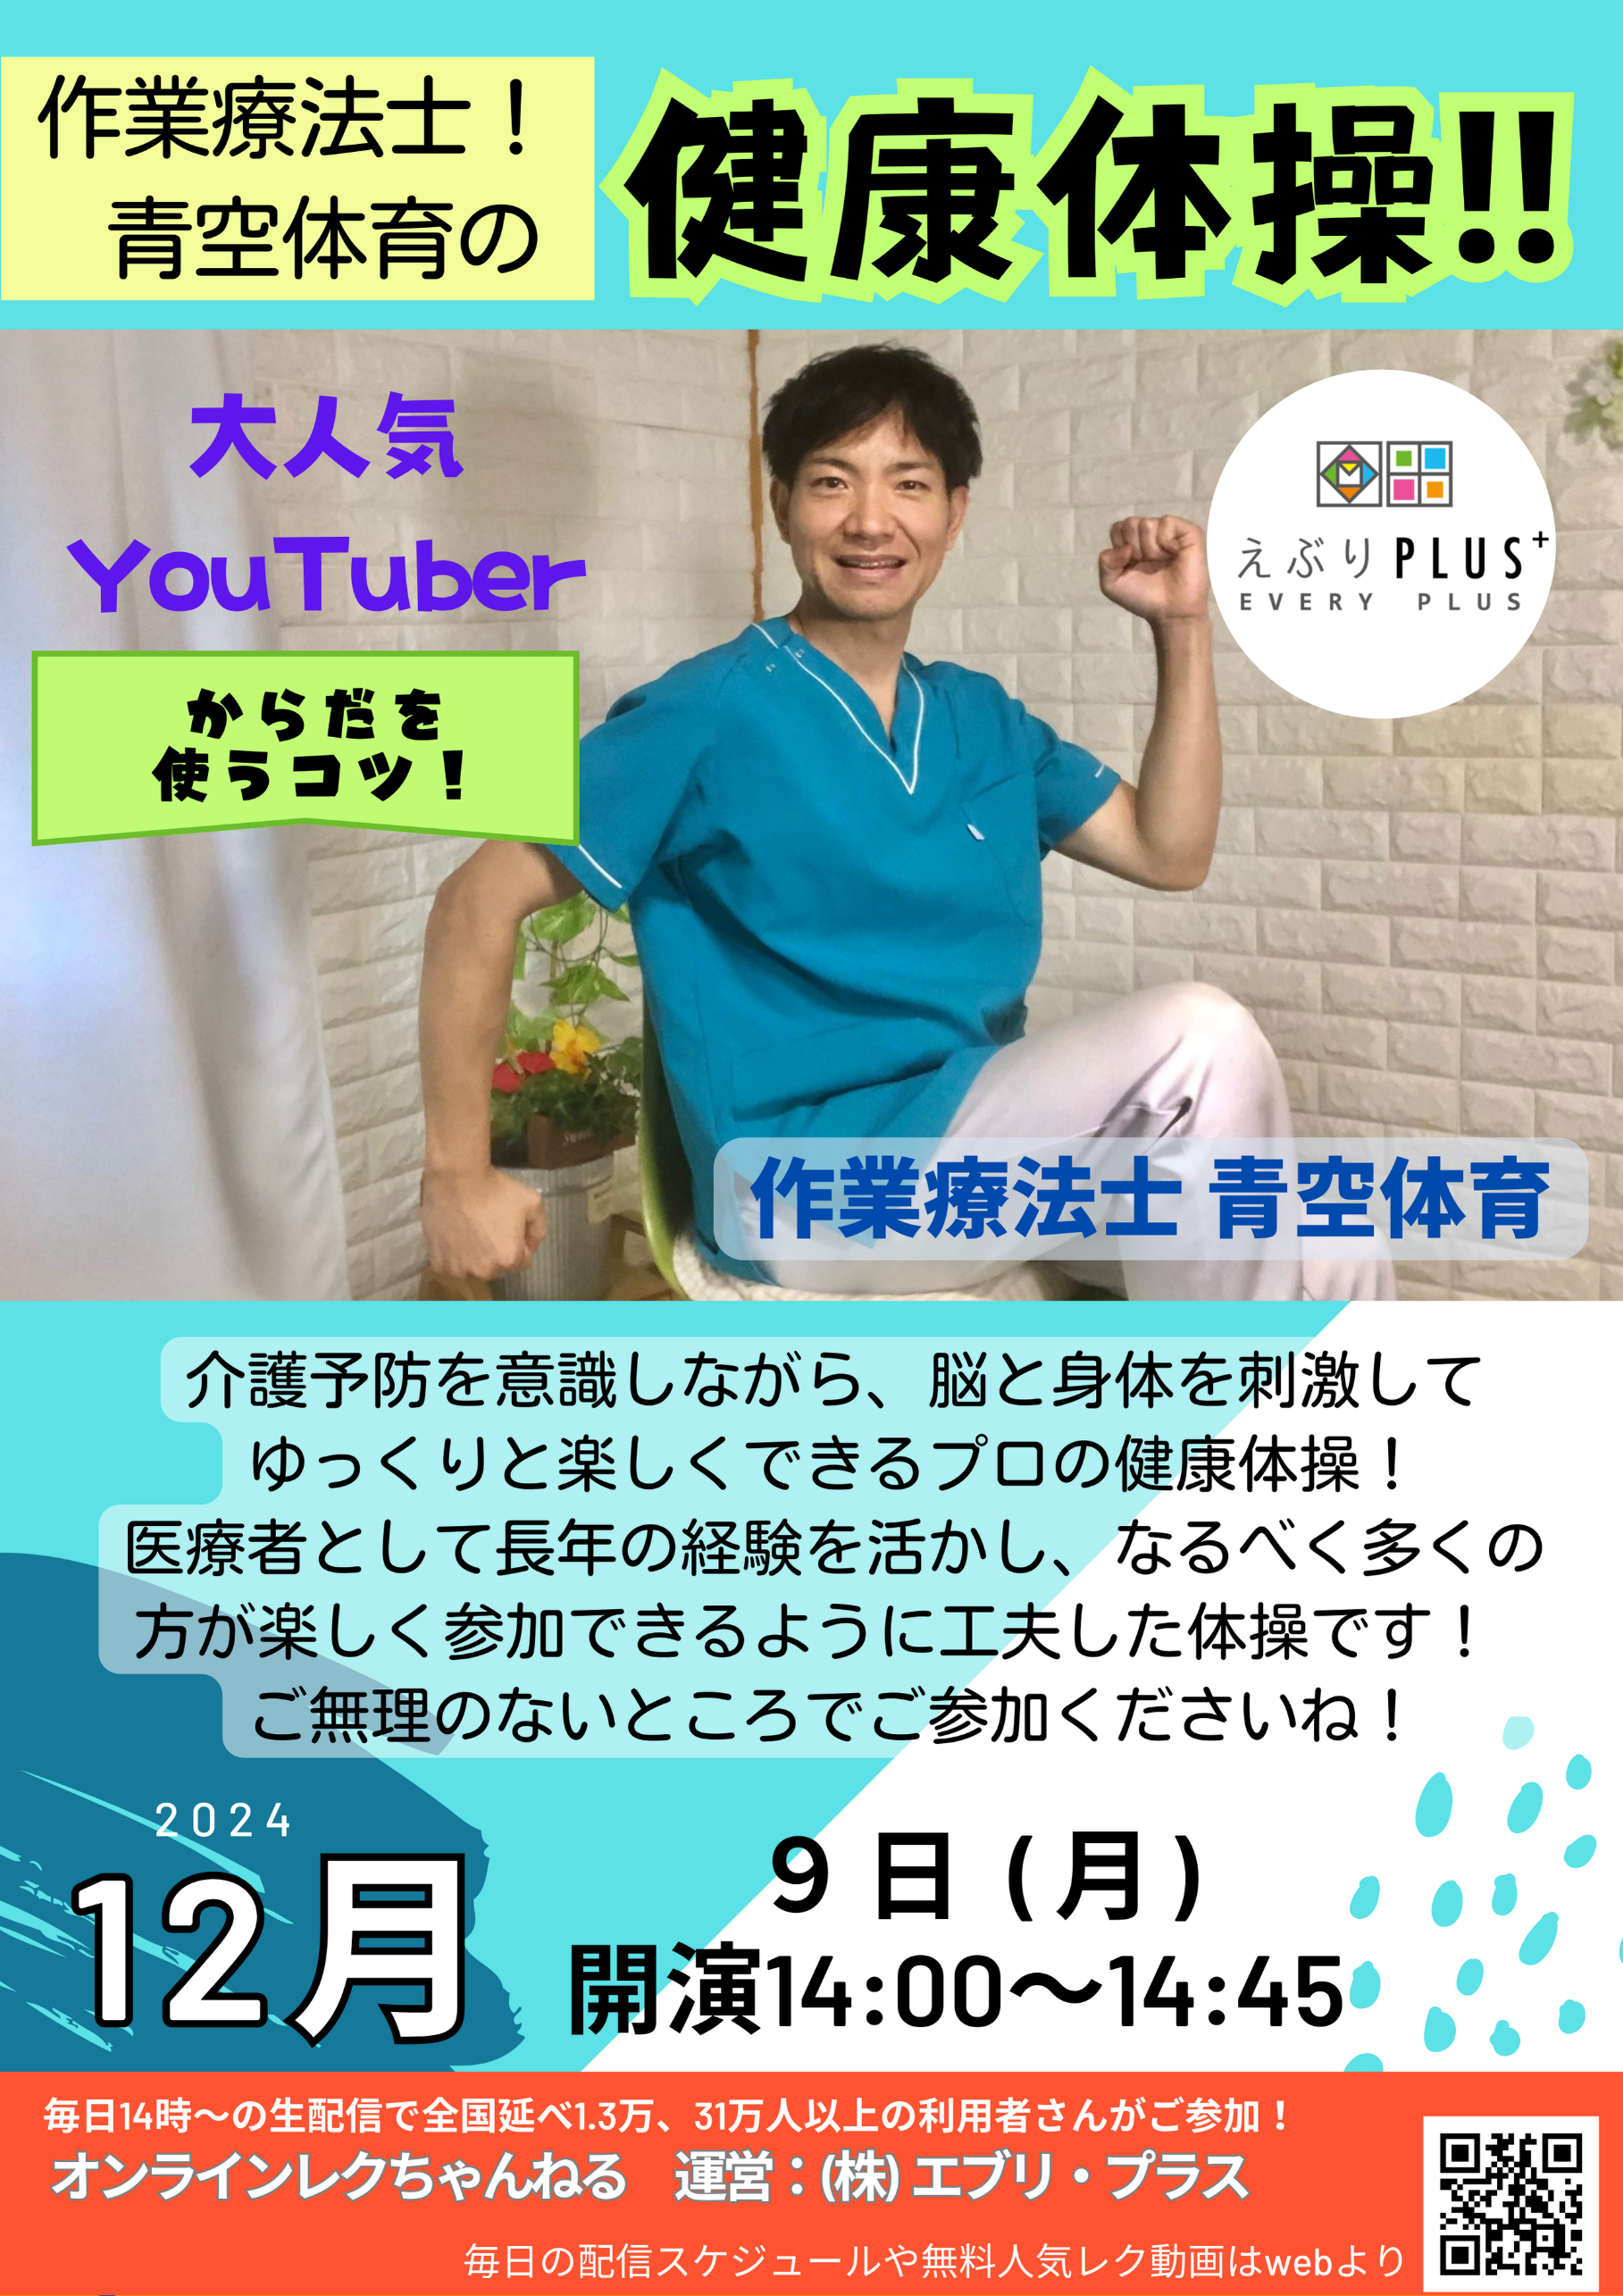 作業療法士！
青空体育の
健康体操!!
大人気
YouTuber
からだを
使うコツ！
えぶりPLUS+
EVERY PLUS
作業療法士 青空体育
介護予防を意識しながら、脳と身体を刺激して
ゆっくりと楽しくできるプロの健康体操！
医療者として長年の経験を活かし、なるべく多くの
方が楽しく参加できるように工夫した体操です！
ご無理のないところでご参加くださいね！
2024
12月
9日(月)
開演14:00〜14:45
毎日14時〜の生配信で全国延べ1.3万、31万人以上の利用者さんがご参加！
オンラインレクちゃんねる　運営：(株)エブリ・プラス
毎日の配信スケジュールや無料人気レク動画はwebより